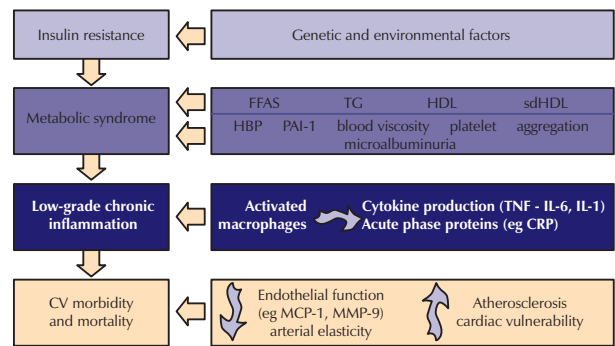 Insulin resistance
Genetic and environmental factors
Metabolic syndrome
FFAS TG HDL sdHDL
HBP PAI-1 blood viscosity platelet aggregation
microalbuminuria
Low-grade chronic
inflammation
Activated
macrophages
Cytokine production (TNF - IL-6, IL-1)
Acute phase proteins (eg CRP)
CV morbidity
and mortality
Endothelial function
(eg MCP-1, MMP-9)
arterial elasticity
Atherosclerosis
cardiac vulnerability